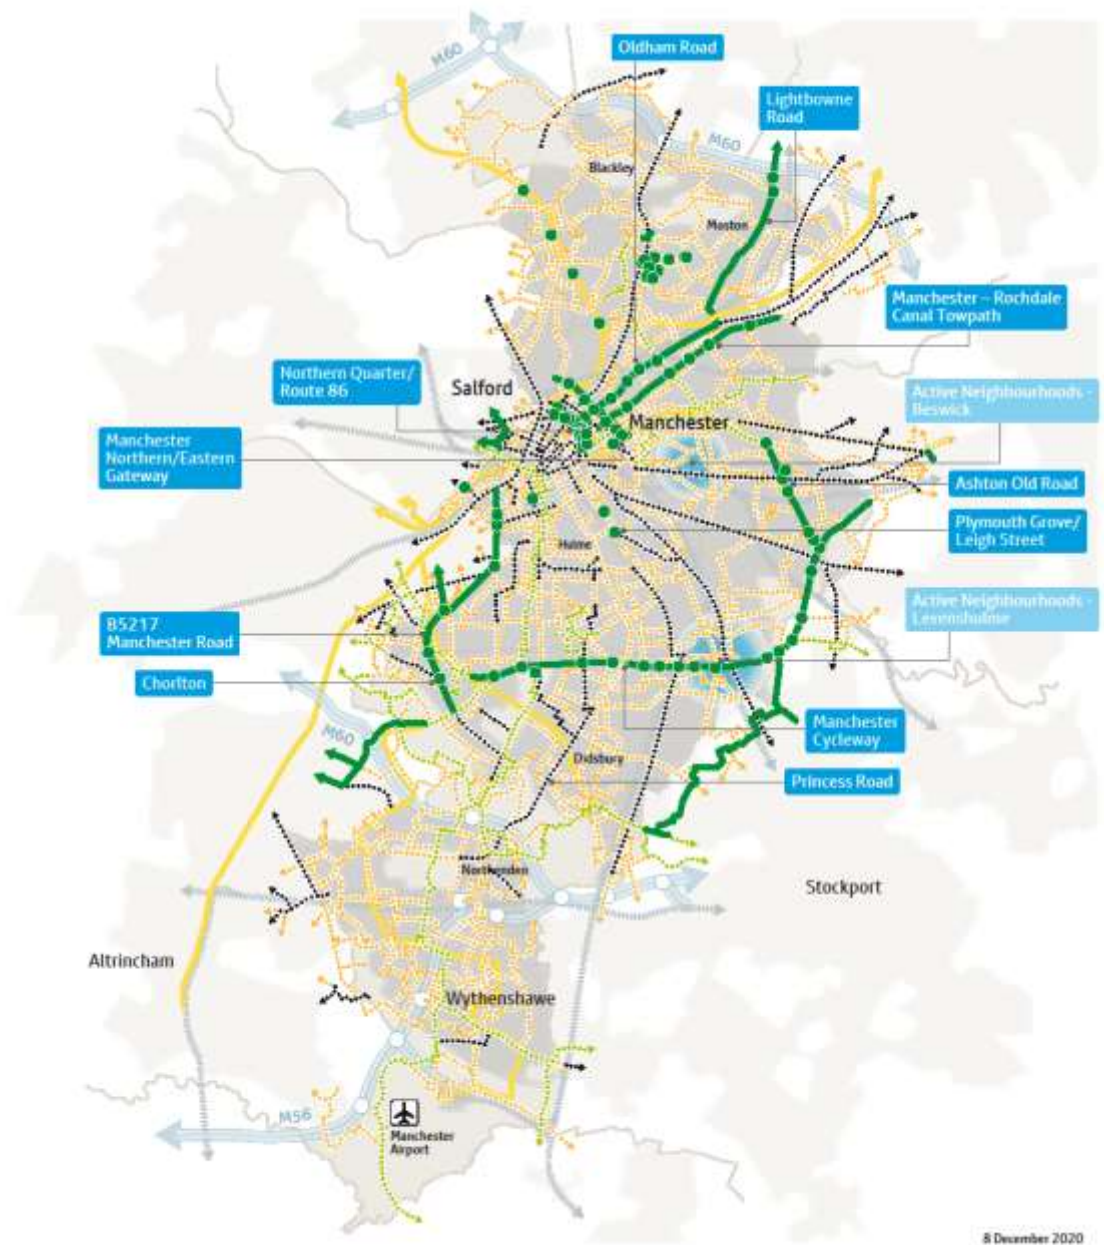 M60
Oldham Road
Lightbowne
Road
M60
Blackley
Moston
Manchester – Rochdale
Canal Towpath
Northern Quarter/
Route 86
Salford
Active Neighbourhoods -
Beswick
Manchester
Manchester
Northern/Eastern
Gateway
Ashton Old Road
Plymouth Grove/
Leigh Street
Hulme
Active Neighbourhoods -
Levenshulme
B5217
Manchester Road
Chorlton
M60
Manchester
Cycleway
Didsbury
Princess Road
Northenden
Stockport
Altrincham
Wythenshawe
M56
Manchester
Airport
8 December 2020